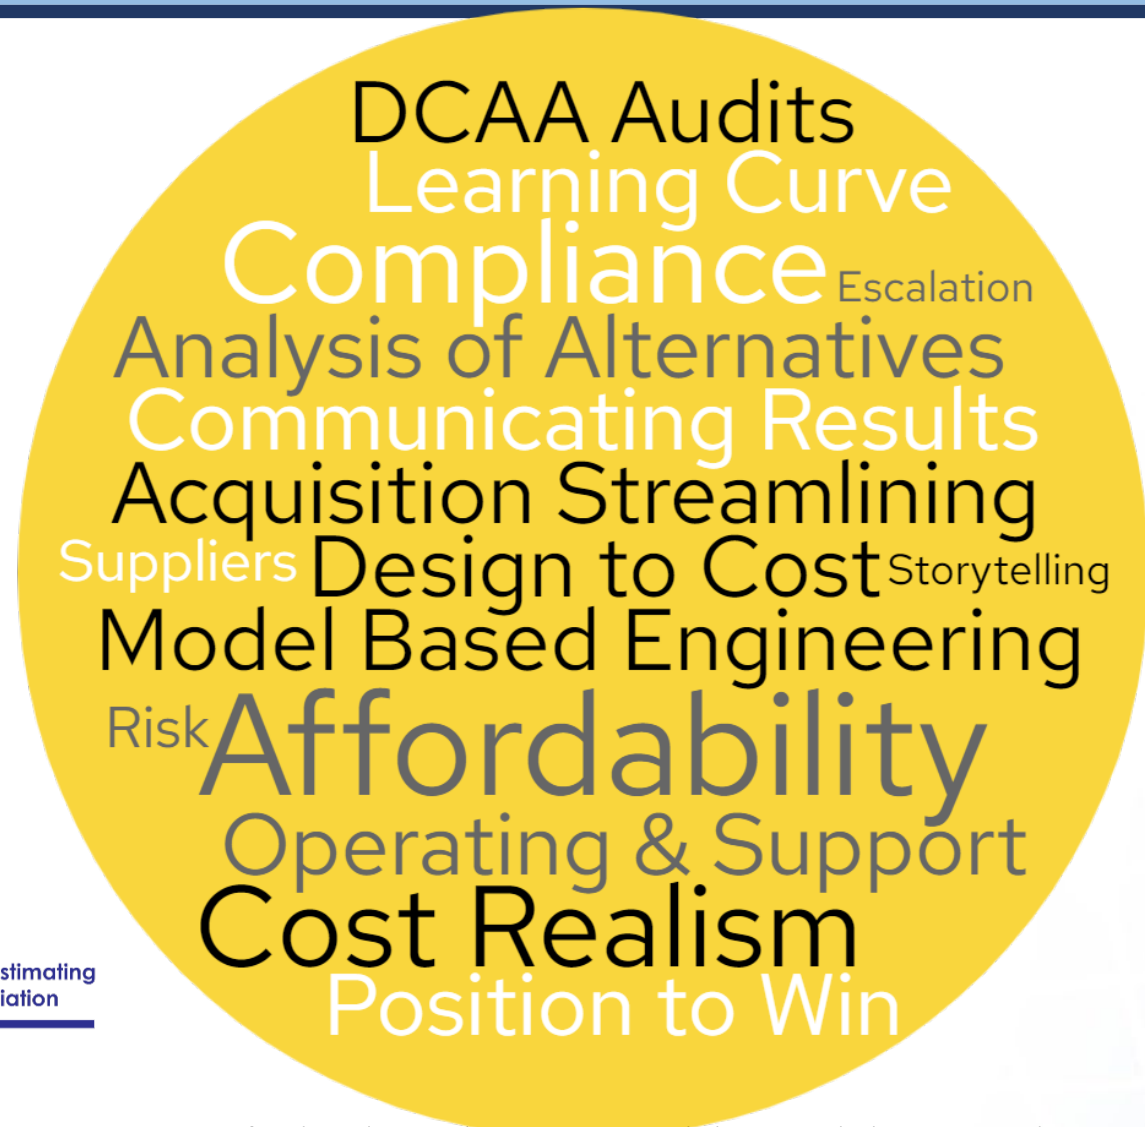 DCAA Audits
Learning Curve
Compliance Escalation
Analysis of Alternatives
Communicating Results
Acquisition Streamlining
Suppliers Design to Cost Storytelling
Model Based Engineering
Risk Affordability
Operating & Support
Cost Realism
stimating
iation
Position to Win